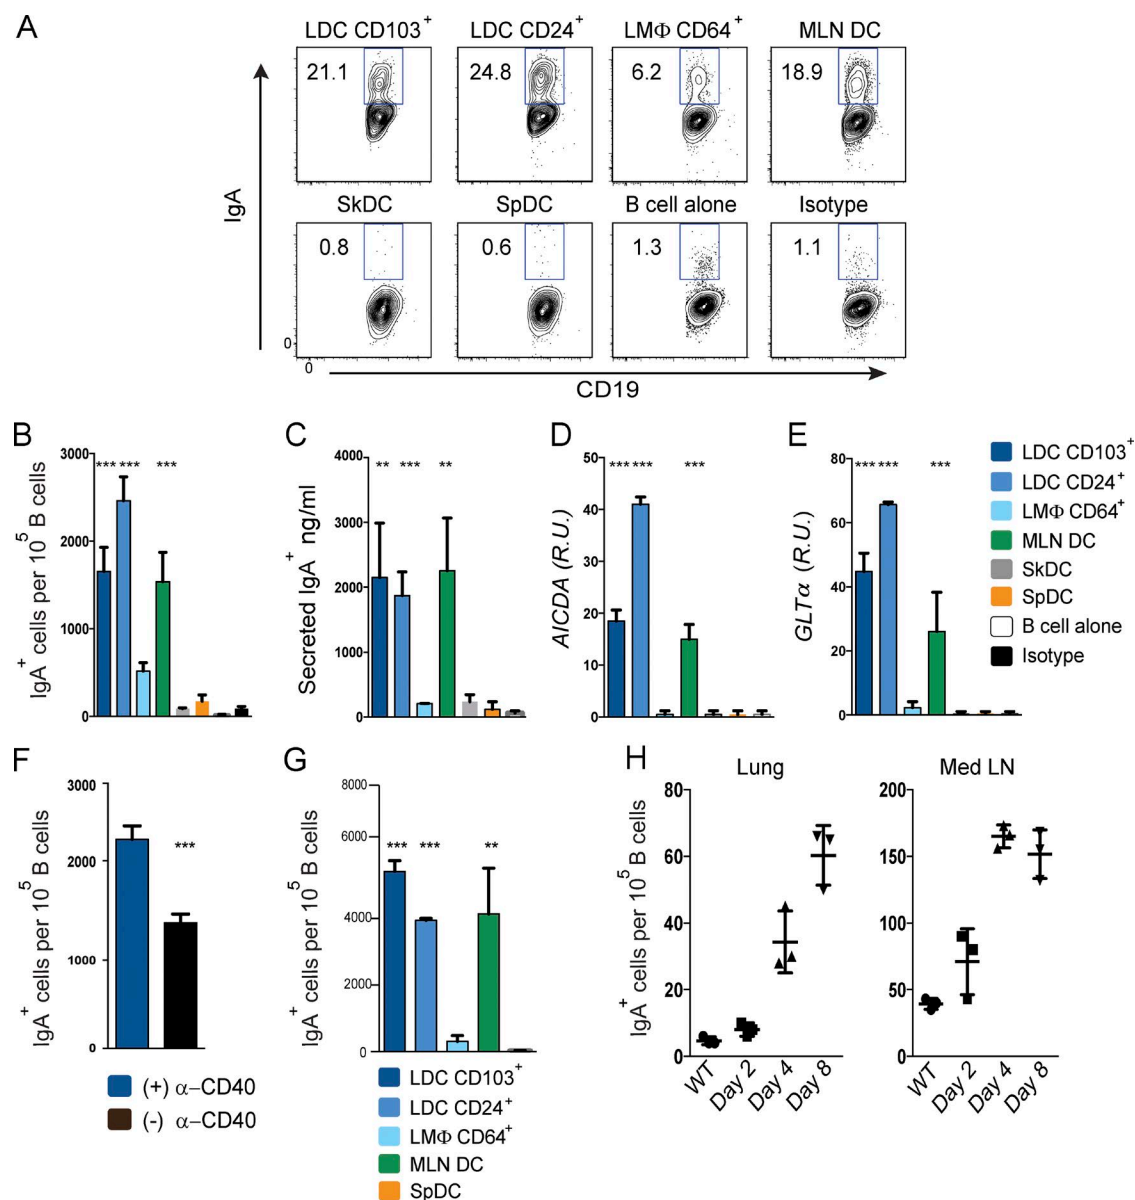 A
LDC CD103+
LDC CD24+
LMΦ CD64+
MLN DC
21.1
24.8
6.2
18.9
IgA
SkDC
SpDC
B cell alone
Isotype
0.8
0.6
1.3
1.1
0
0
CD19
B
IgA+ cells per 10^5 B cells
3000
2000
1000
0
*** ***
***
C
Secreted IgA+ ng/ml
4000
3000
2000
1000
0
** ***
**
D
AICDA (R.U.)
50
40
30
20
10
0
*** ***
***
E
GLTα (R.U.)
80
60
40
20
0
*** ***
***
LDC CD103+
LDC CD24+
LMΦ CD64+
MLN DC
SkDC
SpDC
B cell alone
Isotype
F
IgA+ cells per 10^5 B cells
3000
2000
1000
0
***
(+) α–CD40
(-) α–CD40
G
IgA+ cells per 10^5 B cells
8000
6000
4000
2000
0
*** ***
**
LDC CD103+
LDC CD24+
LMΦ CD64+
MLN DC
SpDC
H
Lung
IgA+ cells per 10^5 B cells
80
60
40
20
0
WT
Day 2
Day 4
Day 8
Med LN
200
150
100
50
0
WT
Day 2
Day 4
Day 8